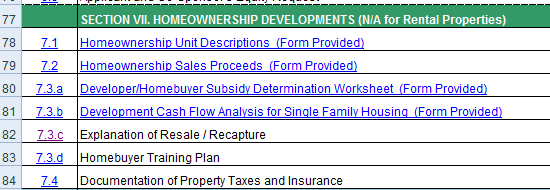 77 SECTION VII. HOMEOWNERSHIP DEVELOPMENTS (N/A for Rental Properties)
78 7.1 Homeownership Unit Descriptions (Form Provided)
79 7.2 Homeownership Sales Proceeds (Form Provided)
80 7.3.a Developer/Homebuyer Subsidy Determination Worksheet (Form Provided)
81 7.3.b Development Cash Flow Analysis for Single Family Housing (Form Provided)
82 7.3.c Explanation of Resale / Recapture
83 7.3.d Homebuyer Training Plan
84 7.4 Documentation of Property Taxes and Insurance